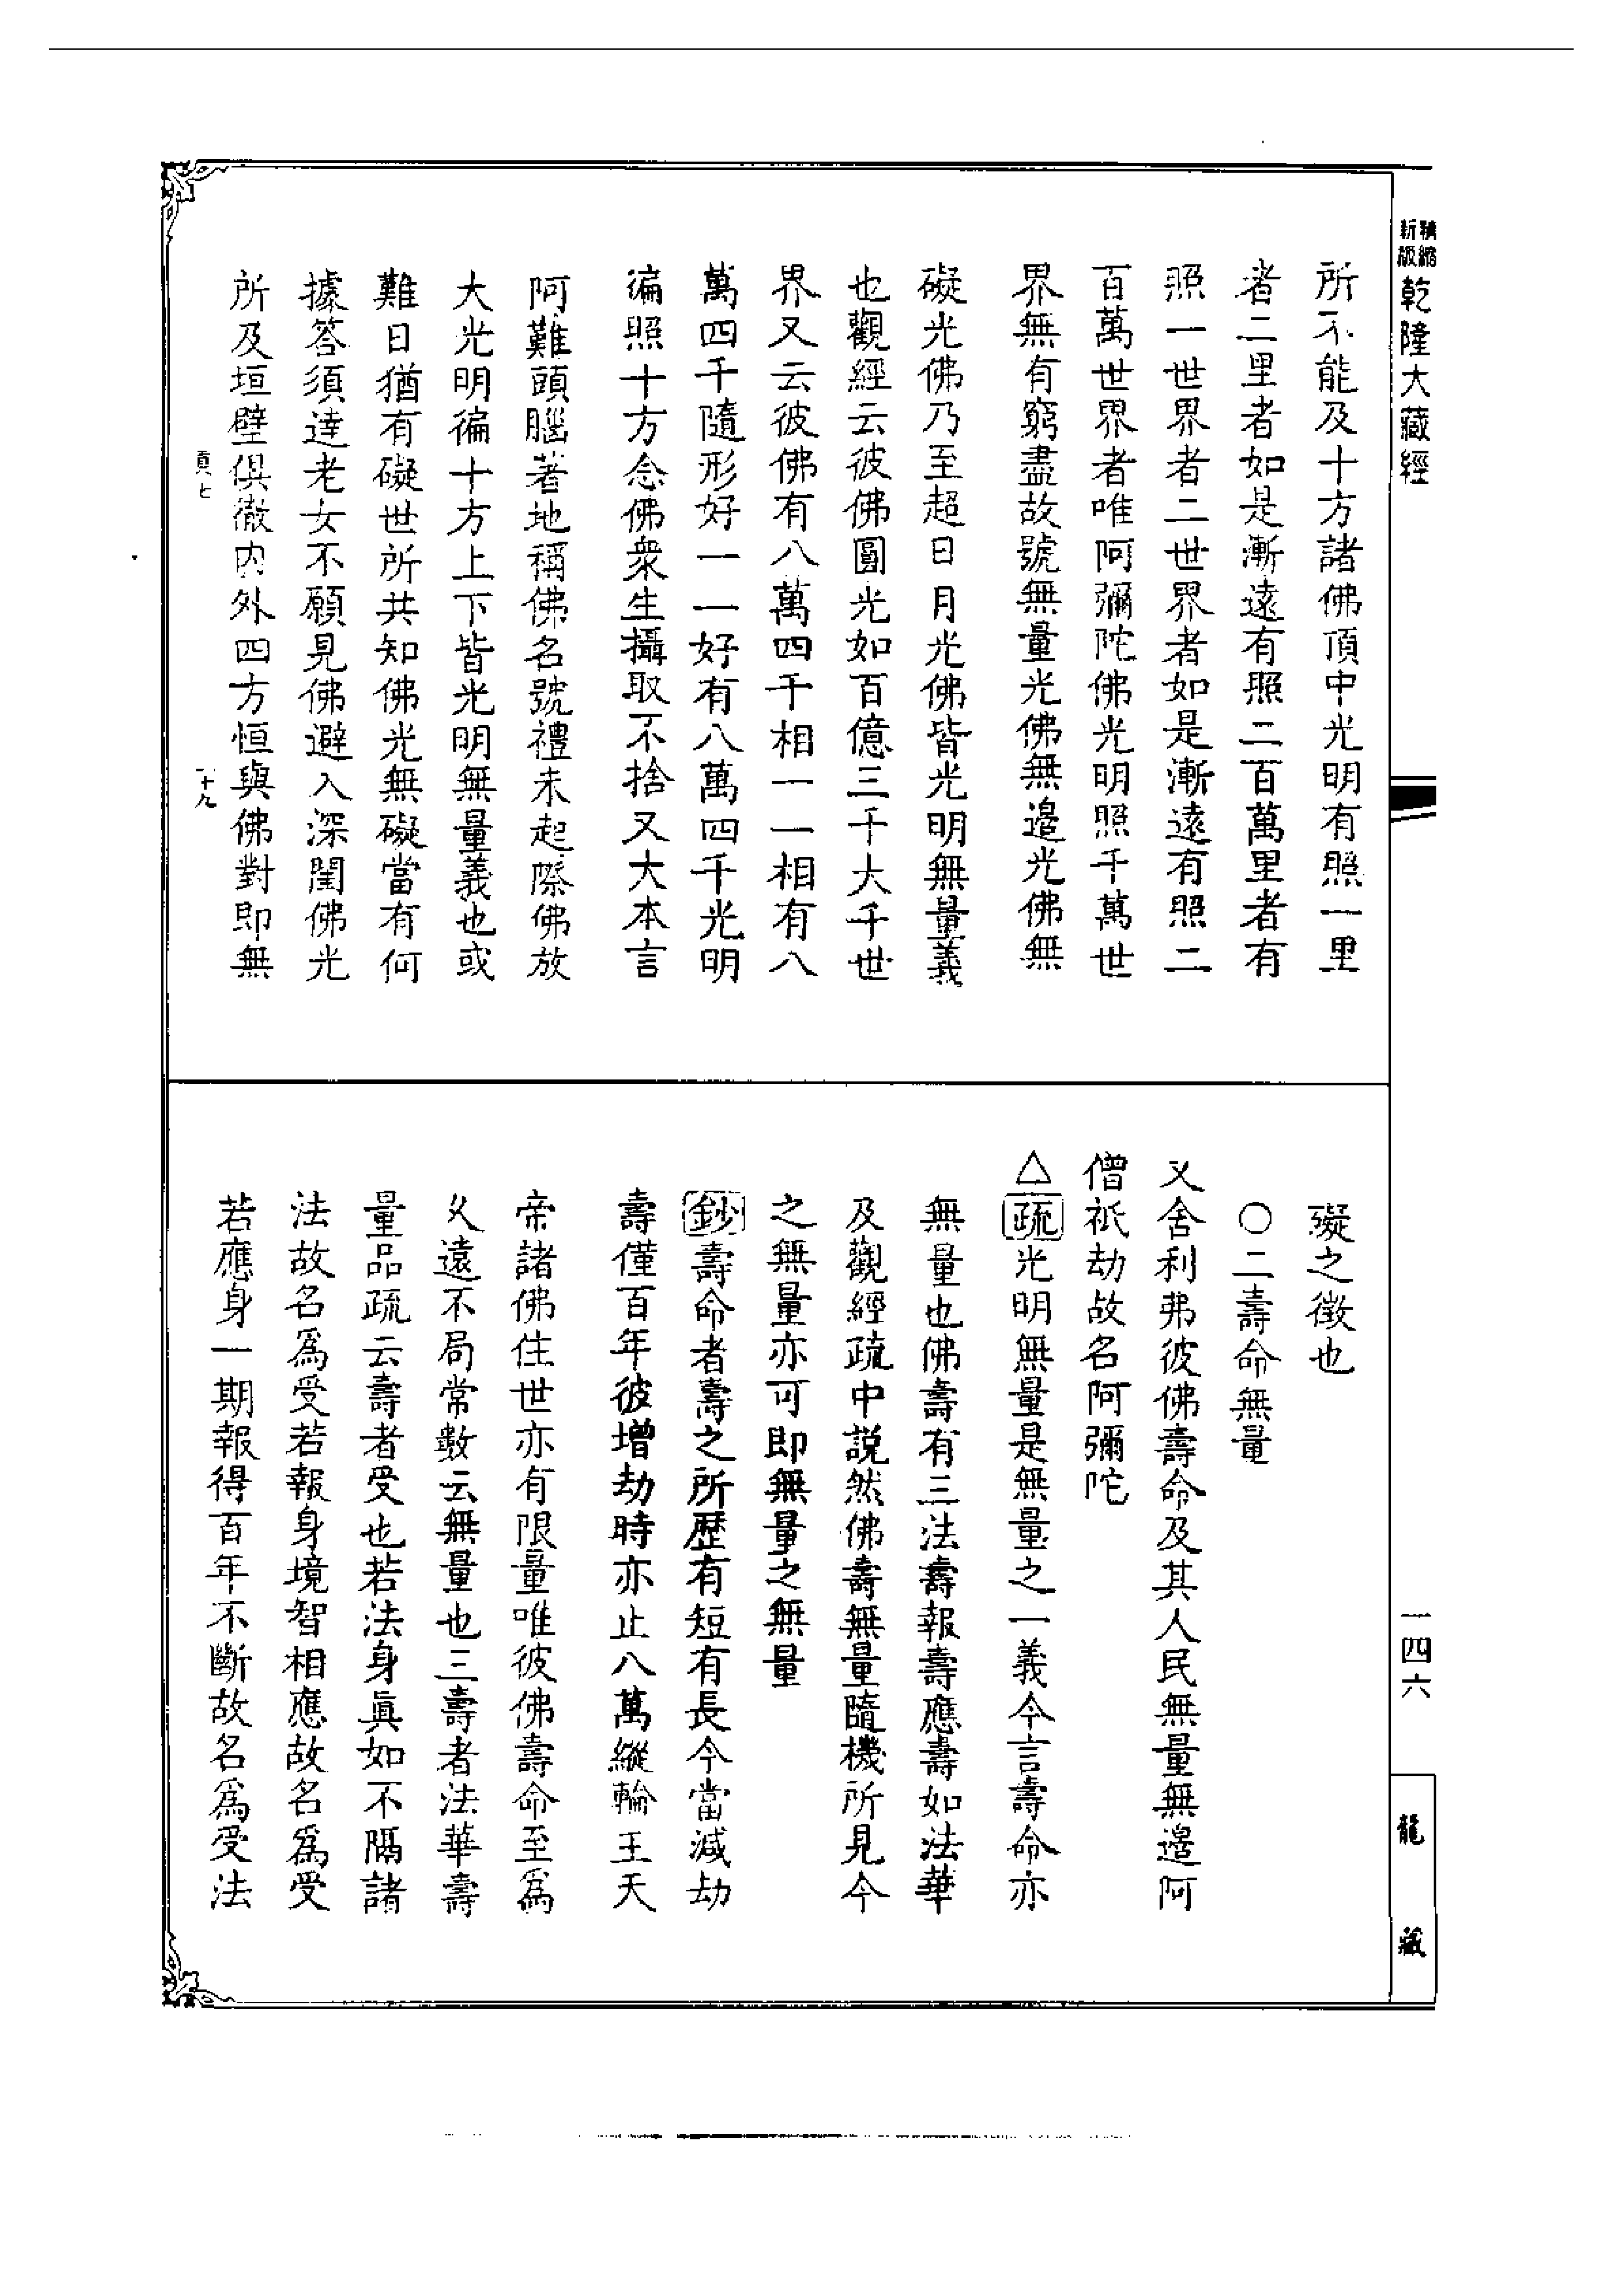 精縮
新版
乾隆大藏經
一四六
龍藏
所不能及十方諸佛頂中光明有照一里
者二里者如是漸遠有照二百萬里者有
照一世界者二世界者如是漸遠有照二
百萬世界者唯阿彌陀佛光明照千萬世
界無有窮盡故號無量光佛無邊光佛無
礙光佛乃至超日月光佛皆光明無量義
也觀經云彼佛圓光如百億三千大千世
界又云彼佛有八萬四千相一一相有八
萬四千隨形好一一好有八萬四千光明
徧照十方念佛衆生攝取不捨又大本言
阿難頭腦著地稱佛名號禮未起際佛放
大光明徧十方上下皆光明無量義也或
難日猶有礙世所共知佛光無礙當有何
據答須達老女不願見佛避入深閨佛光
所及垣壁俱徹內外四方恒與佛對即無
貢七
十九
礙之徵也
○二壽命無量
又舍利弗彼佛壽命及其人民無量無邊阿
僧祇劫故名阿彌陀
△疏光明無量是無量之一義今言壽命亦
無量也佛壽有三法壽報壽應壽如法華
及觀經疏中說然佛壽無量隨機所見今
之無量亦可即無量之無量
鈔壽命者壽之所歷有短有長今當減劫
壽僅百年彼增劫時亦止八萬縱輪王天
帝諸佛住世亦有限量唯彼佛壽命至爲
久遠不局常數云無量也三壽者法華壽
量品疏云壽者受也若法身眞如不隔諸
法故名爲受若報身境智相應故名爲受
若應身一期報得百年不斷故名爲受法